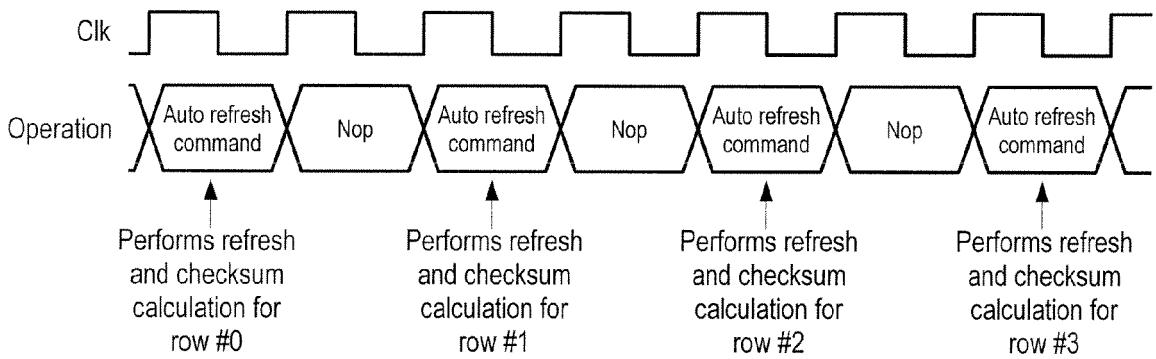 Clk
Operation
Auto refresh
command
Nop
Auto refresh
command
Nop
Auto refresh
command
Nop
Auto refresh
command
Performs refresh
and checksum
calculation for
row #0
Performs refresh
and checksum
calculation for
row #1
Performs refresh
and checksum
calculation for
row #2
Performs refresh
and checksum
calculation for
row #3